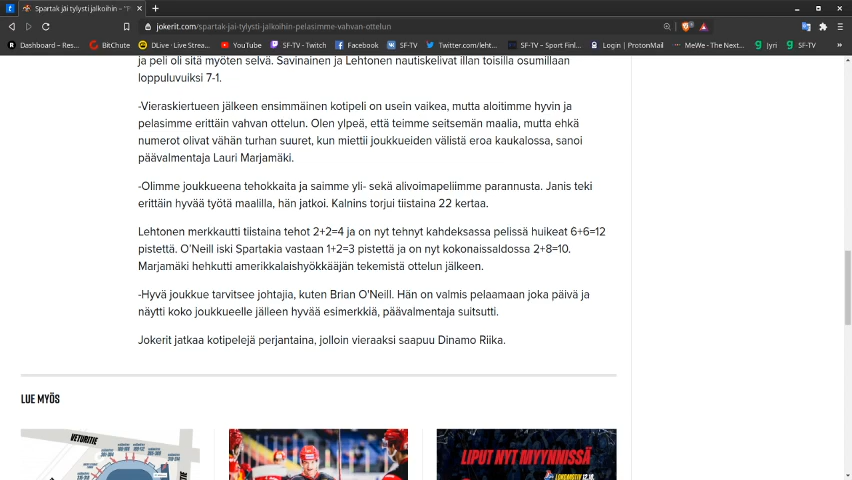 Spartak jäi tylysti jalkoihin – "P
jokerit.com/spartak-jai-tylysti-jalkoihin-pelasimme-vahvan-ottelun
Dashboard – Res... BitChute DLive · Live Strea... YouTube SF-TV - Twitch Facebook SF-TV Twitter.com/leht... SF-TV – Sport Finl... Login | ProtonMail MeWe - The Next... Jyri SF-TV »
ja peli oli sitä myöten selvä. Savinainen ja Lehtonen nautiskelivat illan toisilla osumillaan
loppuluvuiksi 7-1.
-Vieraskiertueen jälkeen ensimmäinen kotipeli on usein vaikea, mutta aloitimme hyvin ja
pelasimme erittäin vahvan ottelun. Olen ylpeä, että teimme seitsemän maalia, mutta ehkä
numerot olivat vähän turhan suuret, kun miettii joukkueiden välistä eroa kaukalossa, sanoi
päävalmentaja Lauri Marjamäki.
-Olimme joukkueena tehokkaita ja saimme yli- sekä alivoimapeliimme parannusta. Janis teki
erittäin hyvää työtä maalilla, hän jatkoi. Kalnins torjui tiistaina 22 kertaa.
Lehtonen merkkautti tiistaina tehot 2+2=4 ja on nyt tehnyt kahdeksassa pelissä huikeat 6+6=12
pistettä. O'Neill iski Spartakia vastaan 1+2=3 pistettä ja on nyt kokonaissaldossa 2+8=10.
Marjamäki hehkutti amerikkalaishyökkääjän tekemistä ottelun jälkeen.
-Hyvä joukkue tarvitsee johtajia, kuten Brian O'Neill. Hän on valmis pelaamaan joka päivä ja
näytti koko joukkueelle jälleen hyvää esimerkkiä, päävalmentaja suitsutti.
Jokerit jatkaa kotipelejä perjantaina, jolloin vieraaksi saapuu Dinamo Riika.
LUE MYÖS
VETURITIE
LIPUT NYT MYYNNISSÄ
LOKOMOTIV 12.10.